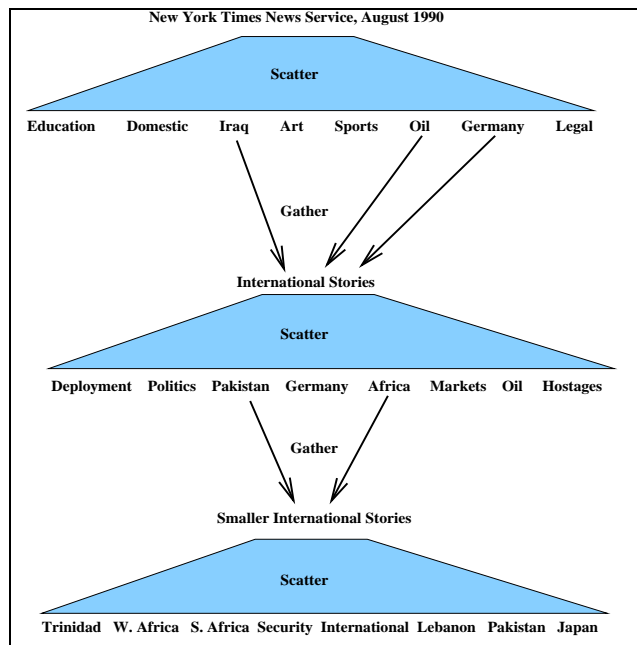 New York Times News Service, August 1990
Scatter
Education Domestic Iraq Art Sports Oil Germany Legal
Gather
International Stories
Scatter
Deployment Politics Pakistan Germany Africa Markets Oil Hostages
Gather
Smaller International Stories
Scatter
Trinidad W. Africa S. Africa Security International Lebanon Pakistan Japan